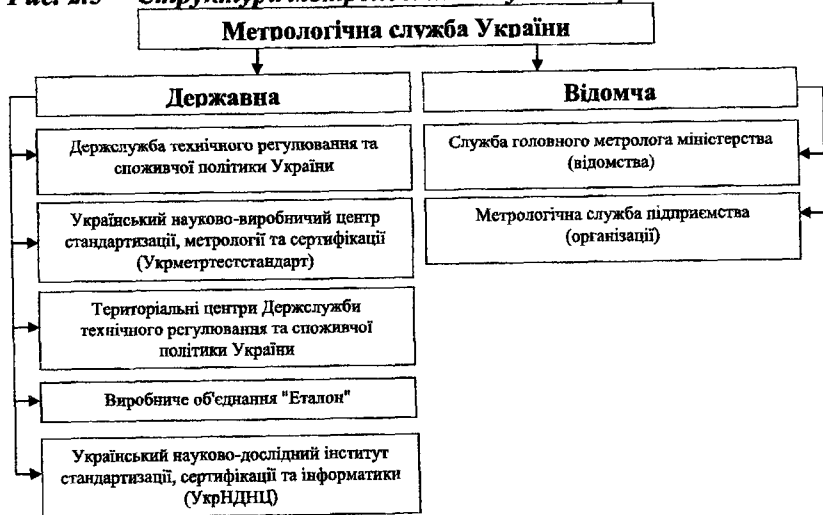 Метрологічна служба України
Державна
Держслужба технічного регулювання та
споживчої політики України
Український науково-виробничий центр
стандартизації, метрології та сертифікації
(Укрметртестстандарт)
Територіальні центри Держслужби
технічного регулювання та споживчої
політики України
Виробниче об'єднання "Еталон"
Український науково-дослідний інститут
стандартизації, сертифікації та інформатики
(УкрНДНЦ)
Відомча
Служба головного метролога міністерства
(відомства)
Метрологічна служба підприємства
(організації)